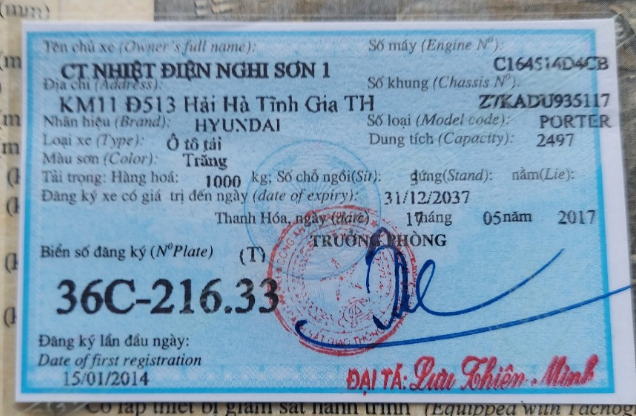 Tên chủ xe (Owner's full name): Số máy (Engine Nº):
CT NHIỆT ĐIỆN NGHI SƠN 1 C164514D4CB
Địa chỉ (Address): Số khung (Chassis Nº):
KM11 Đ513 Hải Hà Tĩnh Gia TH Z7KADU935117
Nhãn hiệu (Brand): HYUNDAI Số loại (Model code): PORTER
Loại xe (Type): Ô tô tải Dung tích (Capacity): 2497
Màu sơn (Color): Trắng
Tải trọng: Hàng hoá: 1000 kg; Số chỗ ngồi(Sit): đứng(Stand): nằm(Lie):
Đăng ký xe có giá trị đến ngày (date of expiry): 31/12/2037
Thanh Hóa, ngày (date) 17 tháng 05 năm 2017
TRƯỞNG PHÒNG
Biển số đăng ký (NºPlate) (T)
36C-216.33
Đăng ký lần đầu ngày:
Date of first registration
15/01/2014
ĐẠI TÁ: Lưu Thiên Minh
Có lắp thiết bị giám sát hành trình (Equipped with Tachog